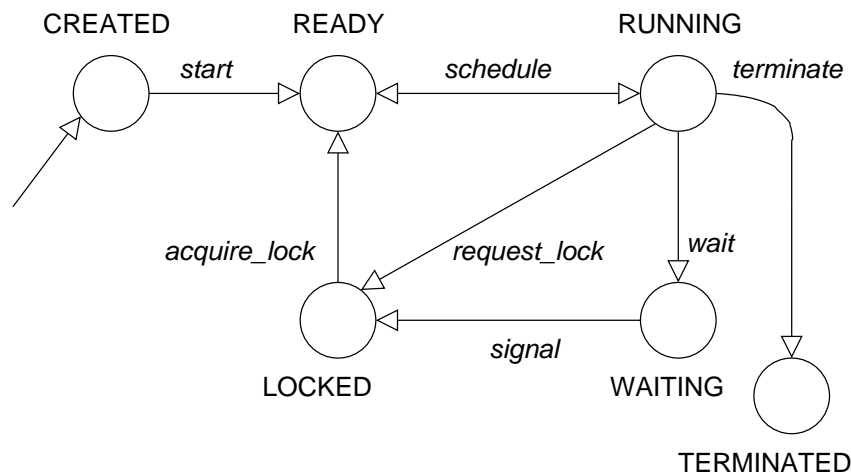 CREATED
READY
RUNNING
start
schedule
terminate
acquire_lock
request_lock
wait
signal
LOCKED
WAITING
TERMINATED